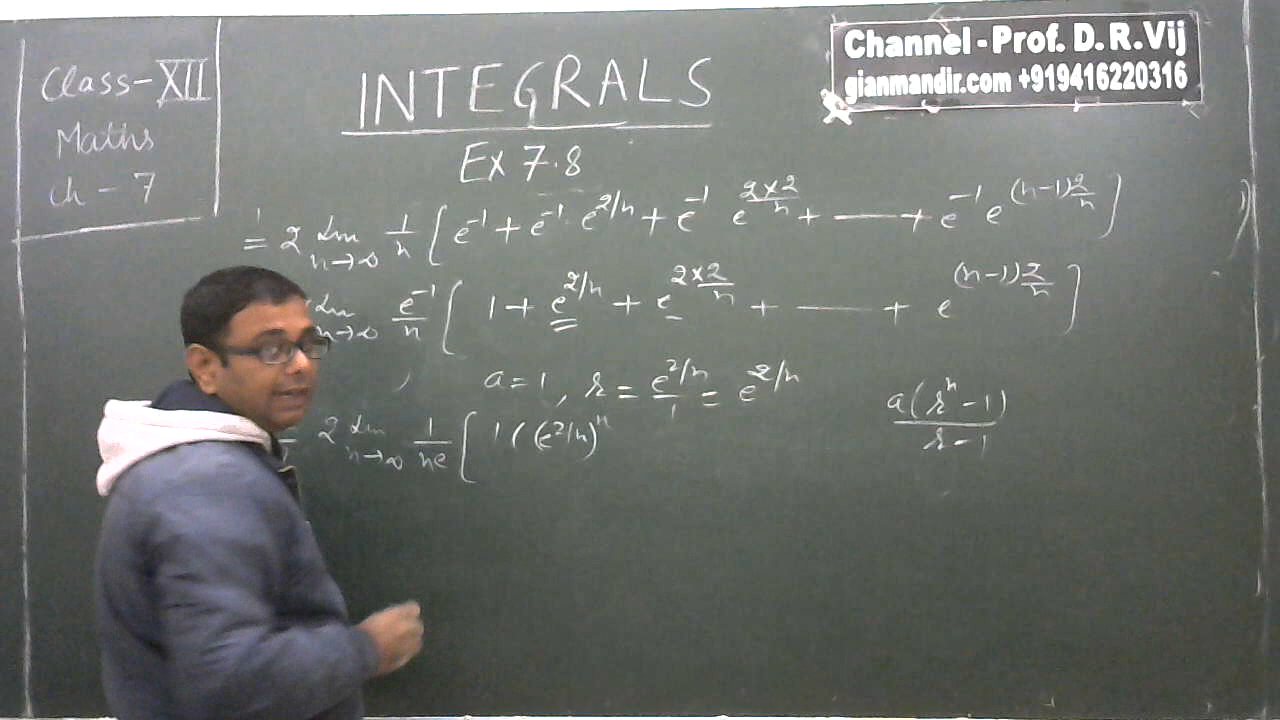 Class-XII
Maths
ch - 7
INTEGRALS
Ex 7.8
Channel - Prof. D. R. Vij
gianmandir.com +919416220316
= 2 Lim n→∞ 1/n [ e^-1 + e^-1 · e^2/n + e^-1 e^(2×2/n) + —— + e^-1 e^((n-1)2/n) ]
Lim n→∞ e^-1/n [ 1 + e^2/n + e^(2×2/n) + —— + e^((n-1)2/n) ]
a = 1, r = e^2/n / 1 = e^2/n
a(r^n - 1) / r - 1
= 2 Lim n→∞ 1/ne [ 1 ( (e^2/n)^n